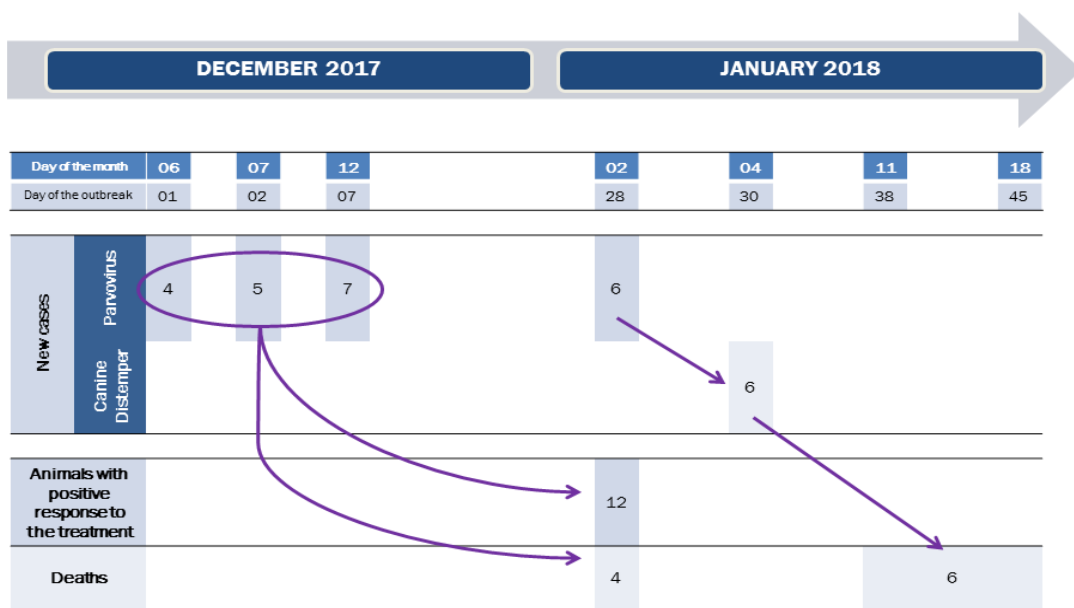 DECEMBER 2017 JANUARY 2018
Day of the month 06 07 12 02 04 11 18
Day of the outbreak 01 02 07 28 30 38 45
New cases
Parvovirus
4 5 7 6
Canine
Distemper
6
Animals with
positive
response to
the treatment
12
Deaths 4 6